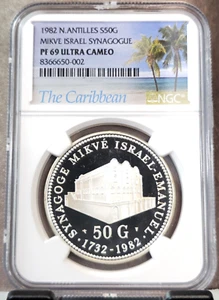 1982 N.ANTILLES S50G
MIKVE ISRAEL SYNAGOGUE
PF 69 ULTRA CAMEO
8366650-002
The Caribbean
NGC
SYNAGOGE MIKVÉ ISRAEL-EMANUEL
50 G
·1732-1982·